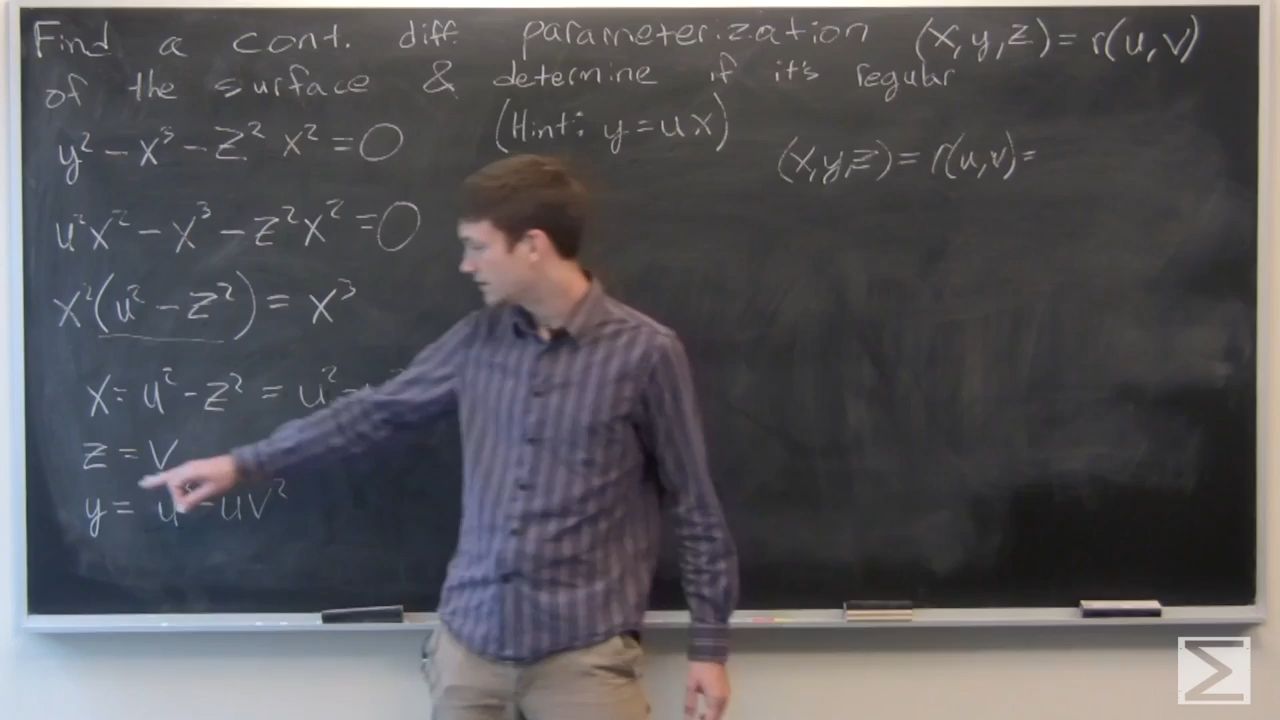 Find a cont. diff. parameterization (x,y,z) = r(u,v)
of the surface & determine if it's regular
(Hint: y = ux)
y² - x³ - z² x² = 0
(x,y,z) = r(u,v) =
u²x² - x³ - z²x² = 0
x²(u² - z²) = x³
x = u² - z² = u² -
z = v
y = u - uv²
Σ